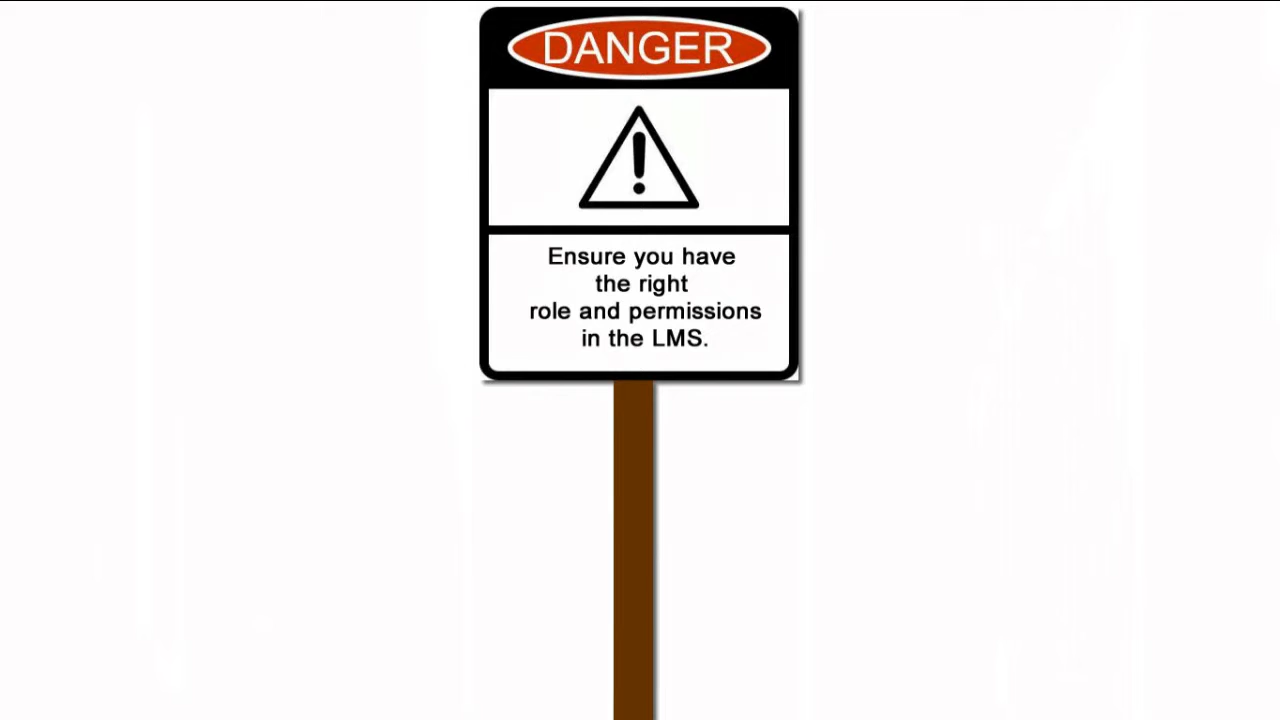 DANGER
Ensure you have
the right
role and permissions
in the LMS.